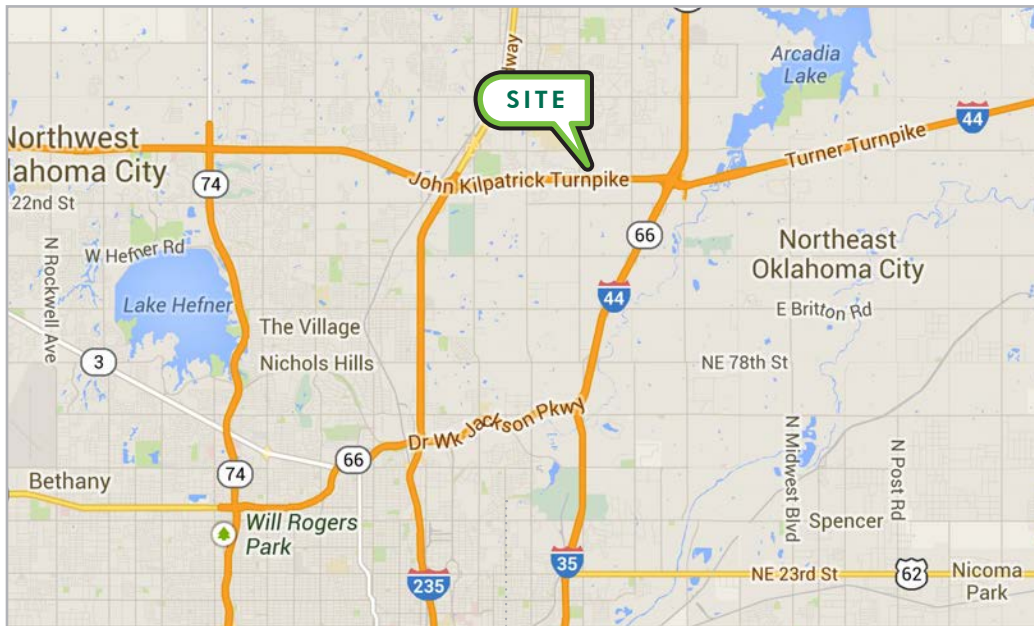 Arcadia
Lake
way
SITE
44
Northwest
lahoma City
Turner Turnpike
John Kilpatrick Turnpike
74
22nd St
66
N Rockwell Ave
W Hefner Rd
Northeast
Oklahoma City
Lake Hefner
44
E Britton Rd
The Village
3
Nichols Hills
NE 78th St
Dr Wk Jackson Pkwy
N Midwest Blvd
N Post Rd
66
74
Bethany
Will Rogers
Park
Spencer
35
235
NE 23rd St
62
Nicoma
Park